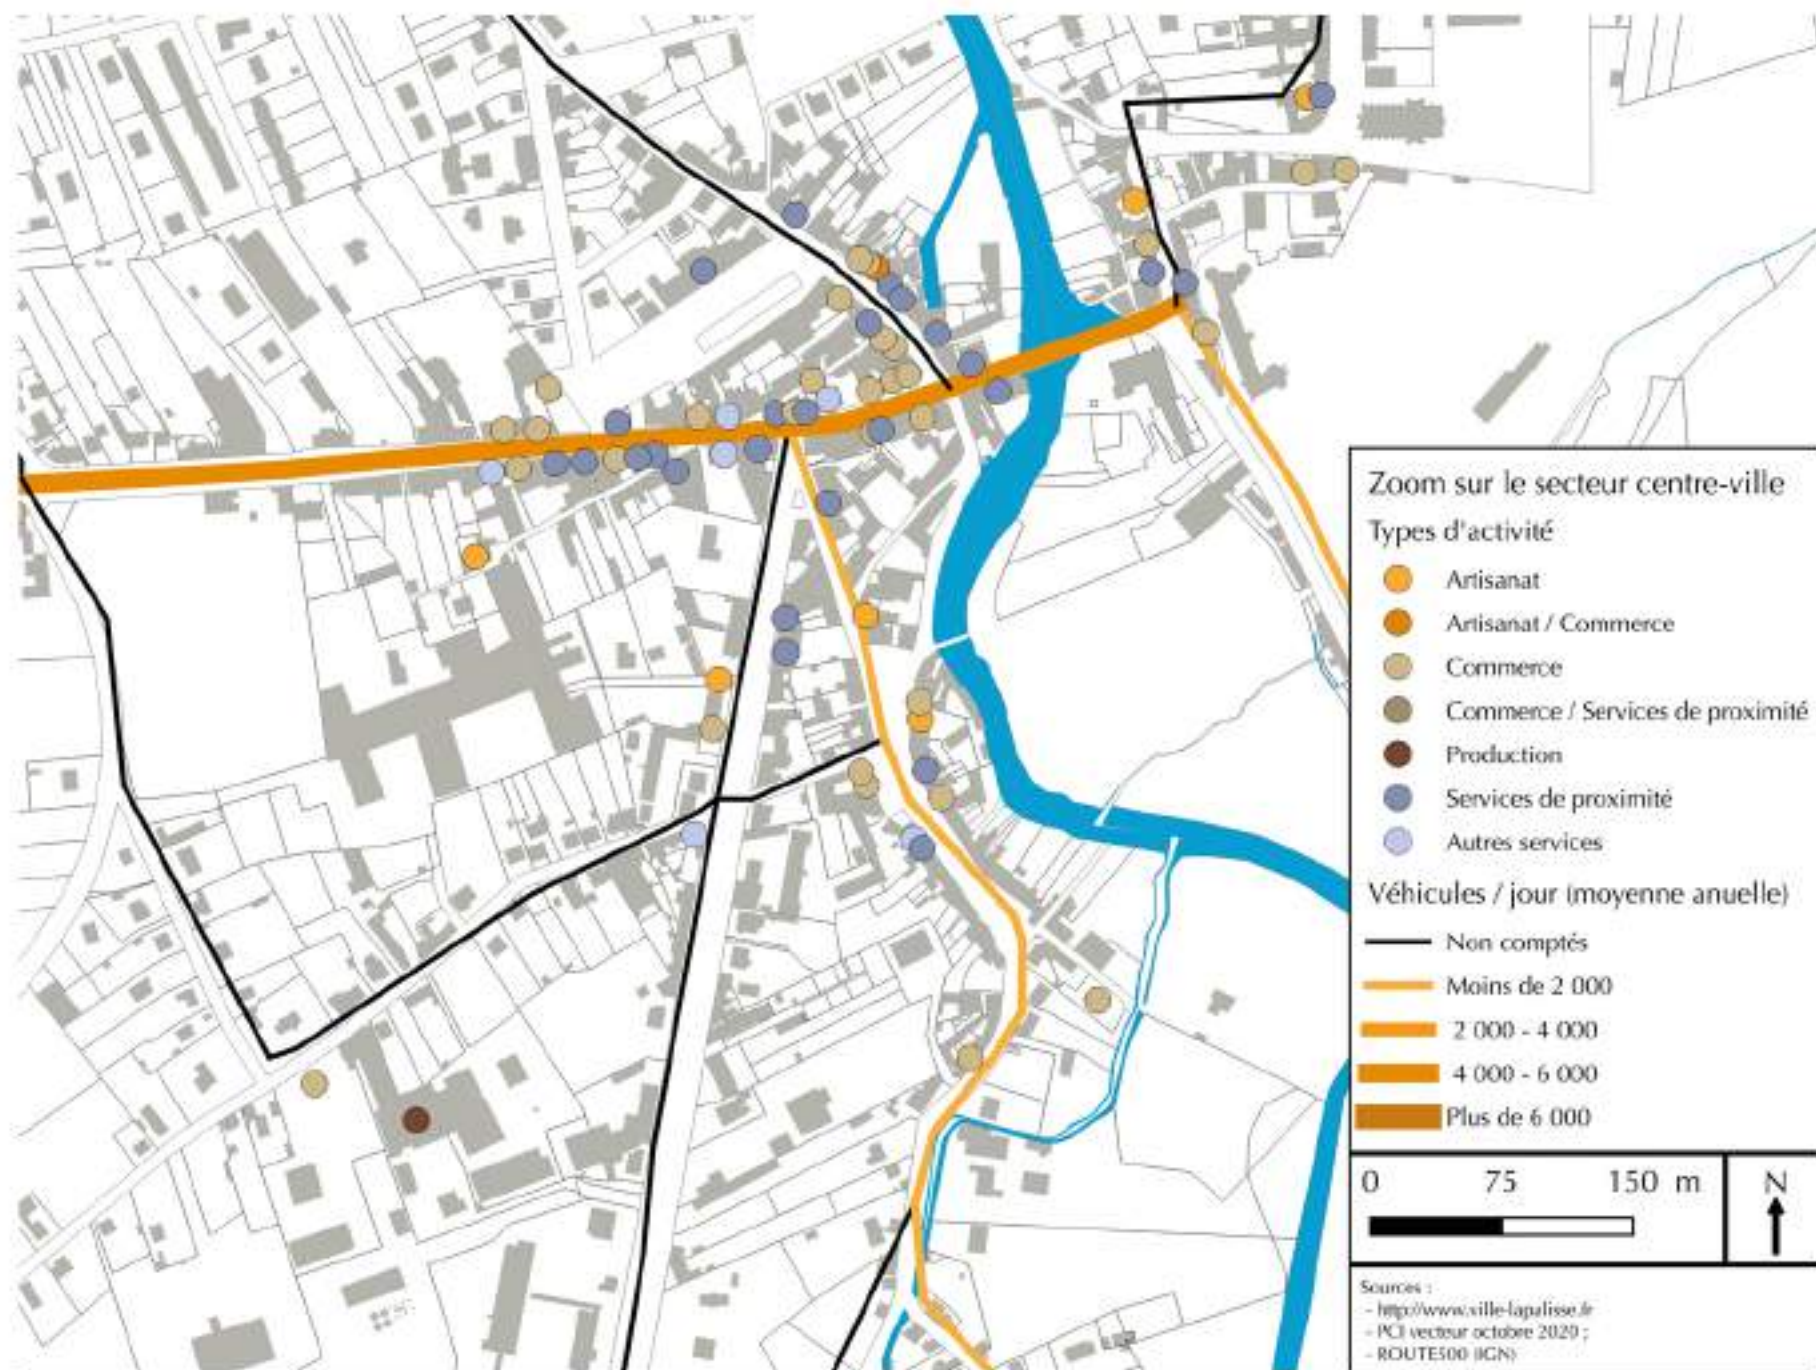 Zoom sur le secteur centre-ville
Types d'activité
Artisanat
Artisanat / Commerce
Commerce
Commerce / Services de proximité
Production
Services de proximité
Autres services
Véhicules / jour (moyenne anuelle)
Non comptés
Moins de 2 000
2 000 - 4 000
4 000 - 6 000
Plus de 6 000
0 75 150 m
N
Sources :
- http://www.ville-lapalisse.fr
- PCI vecteur octobre 2020 ;
- ROUTE500 (IGN)